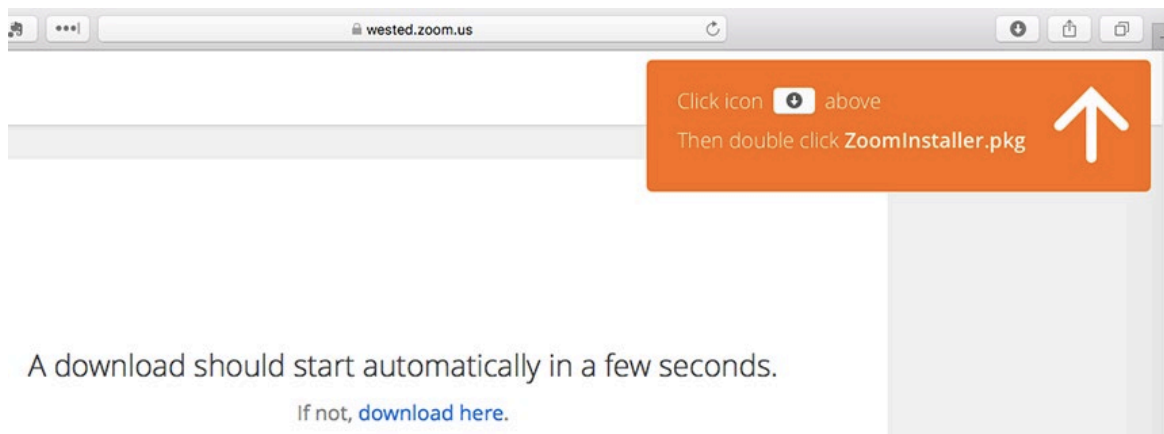 wested.zoom.us
Click icon above
Then double click ZoomInstaller.pkg
A download should start automatically in a few seconds.
If not, download here.